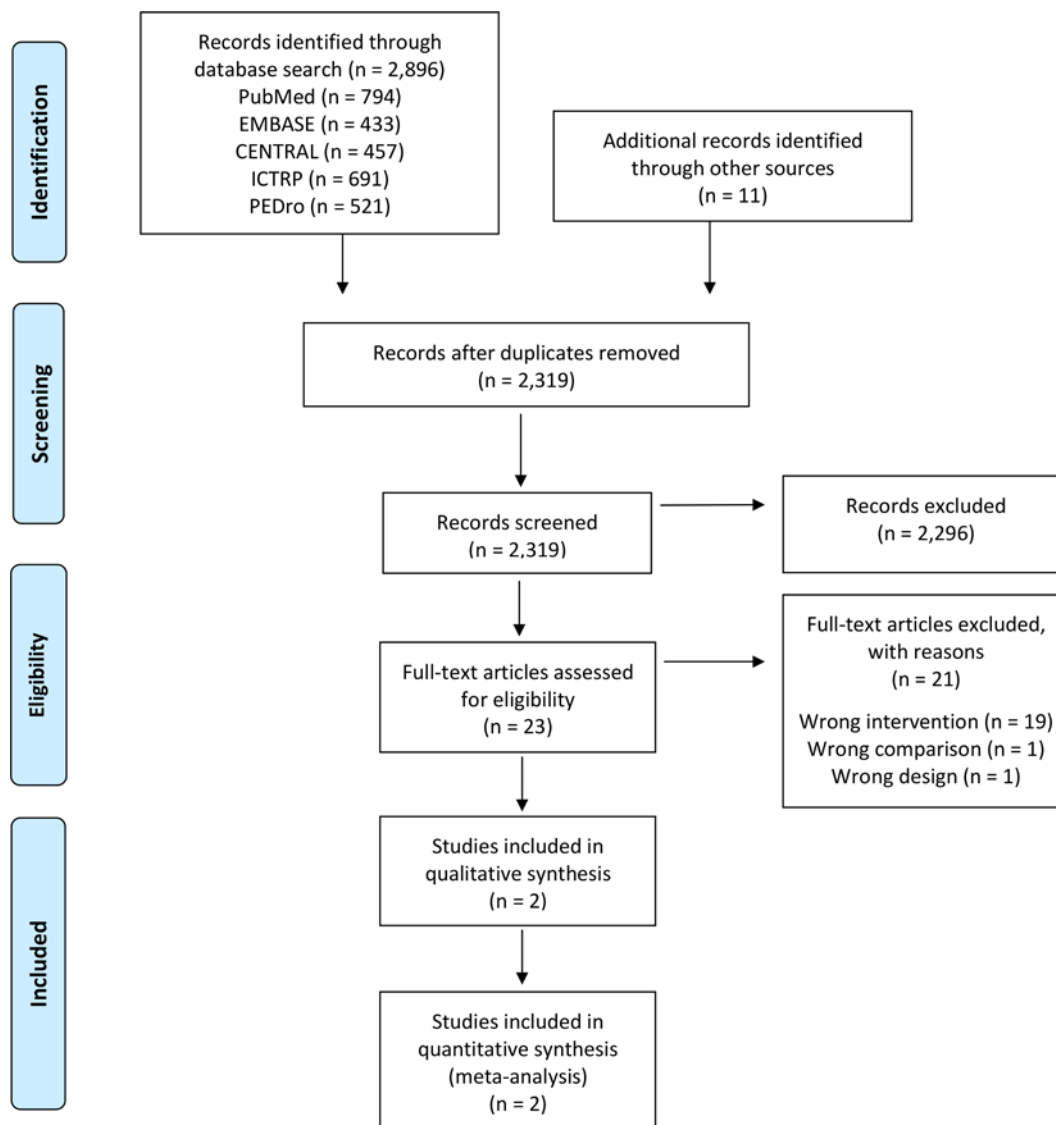 Identification
Records identified through
database search (n = 2,896)
PubMed (n = 794)
EMBASE (n = 433)
CENTRAL (n = 457)
ICTRP (n = 691)
PEDro (n = 521)
Additional records identified
through other sources
(n = 11)
Screening
Records after duplicates removed
(n = 2,319)
Records screened
(n = 2,319)
Records excluded
(n = 2,296)
Eligibility
Full-text articles assessed
for eligibility
(n = 23)
Full-text articles excluded,
with reasons
(n = 21)
Wrong intervention (n = 19)
Wrong comparison (n = 1)
Wrong design (n = 1)
Included
Studies included in
qualitative synthesis
(n = 2)
Studies included in
quantitative synthesis
(meta-analysis)
(n = 2)